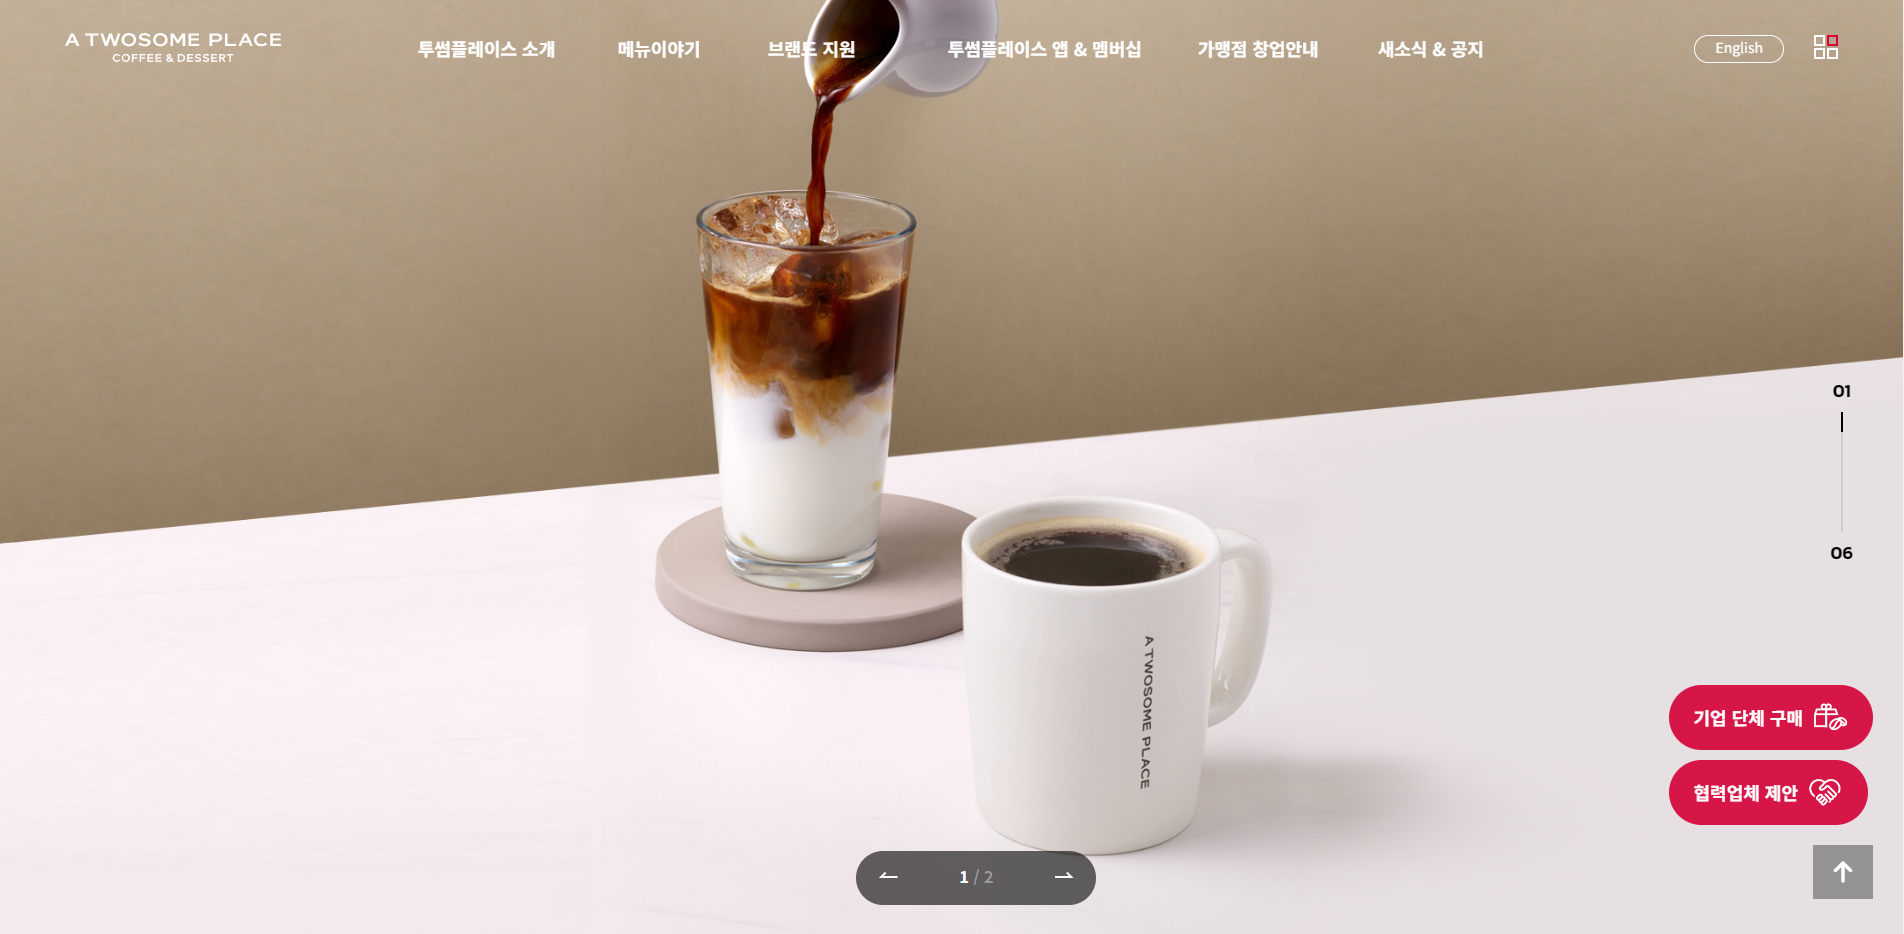 A TWOSOME PLACE
COFFEE & DESSERT
투썸플레이스 소개
메뉴이야기
브랜드 지원
투썸플레이스 앱 & 멤버십
가맹점 창업안내
새소식 & 공지
English
01
06
A TWOSOME PLACE
기업 단체 구매
협력업체 제안
1 / 2